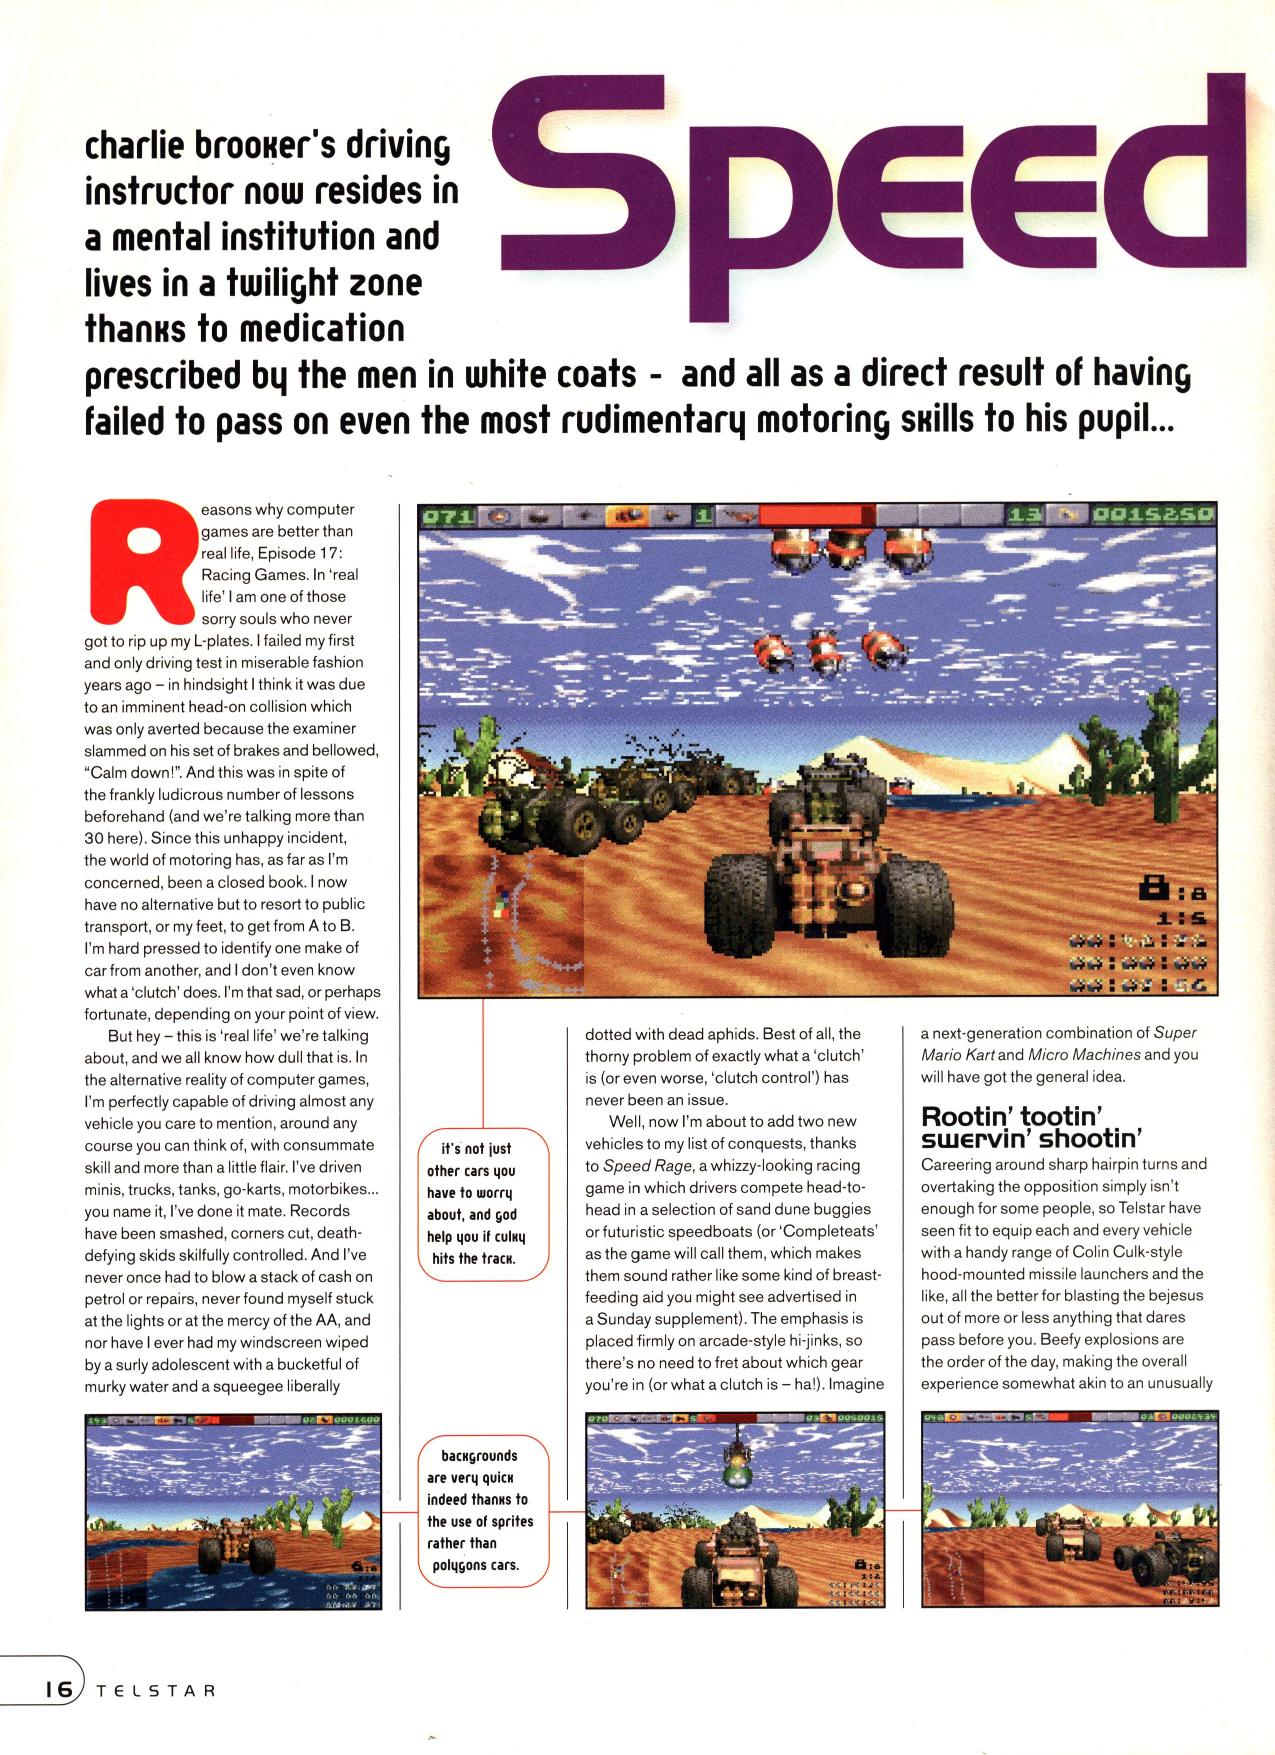 Speed
charlie brooker's driving
instructor now resides in
a mental institution and
lives in a twilight zone
thanks to medication
prescribed by the men in white coats - and all as a direct result of having
failed to pass on even the most rudimentary motoring skills to his pupil...
Reasons why computer
games are better than
real life, Episode 17:
Racing Games. In 'real
life' I am one of those
sorry souls who never
got to rip up my L-plates. I failed my first
and only driving test in miserable fashion
years ago – in hindsight I think it was due
to an imminent head-on collision which
was only averted because the examiner
slammed on his set of brakes and bellowed,
"Calm down!". And this was in spite of
the frankly ludicrous number of lessons
beforehand (and we're talking more than
30 here). Since this unhappy incident,
the world of motoring has, as far as I'm
concerned, been a closed book. I now
have no alternative but to resort to public
transport, or my feet, to get from A to B.
I'm hard pressed to identify one make of
car from another, and I don't even know
what a 'clutch' does. I'm that sad, or perhaps
fortunate, depending on your point of view.
But hey – this is 'real life' we're talking
about, and we all know how dull that is. In
the alternative reality of computer games,
I'm perfectly capable of driving almost any
vehicle you care to mention, around any
course you can think of, with consummate
skill and more than a little flair. I've driven
minis, trucks, tanks, go-karts, motorbikes...
you name it, I've done it mate. Records
have been smashed, corners cut, death-
defying skids skilfully controlled. And I've
never once had to blow a stack of cash on
petrol or repairs, never found myself stuck
at the lights or at the mercy of the AA, and
nor have I ever had my windscreen wiped
by a surly adolescent with a bucketful of
murky water and a squeegee liberally
071 1 13 0015250
:8
1:5
it's not just
other cars you
have to worry
about, and god
help you if culky
hits the track.
backgrounds
are very quick
indeed thanks to
the use of sprites
rather than
polygons cars.
dotted with dead aphids. Best of all, the
thorny problem of exactly what a 'clutch'
is (or even worse, 'clutch control') has
never been an issue.
Well, now I'm about to add two new
vehicles to my list of conquests, thanks
to Speed Rage, a whizzy-looking racing
game in which drivers compete head-to-
head in a selection of sand dune buggies
or futuristic speedboats (or 'Completeats'
as the game will call them, which makes
them sound rather like some kind of breast-
feeding aid you might see advertised in
a Sunday supplement). The emphasis is
placed firmly on arcade-style hi-jinks, so
there's no need to fret about which gear
you're in (or what a clutch is – ha!). Imagine
a next-generation combination of Super
Mario Kart and Micro Machines and you
will have got the general idea.
Rootin' tootin'
swervin' shootin'
Careering around sharp hairpin turns and
overtaking the opposition simply isn't
enough for some people, so Telstar have
seen fit to equip each and every vehicle
with a handy range of Colin Culk-style
hood-mounted missile launchers and the
like, all the better for blasting the bejesus
out of more or less anything that dares
pass before you. Beefy explosions are
the order of the day, making the overall
experience somewhat akin to an unusually
16 TELSTAR